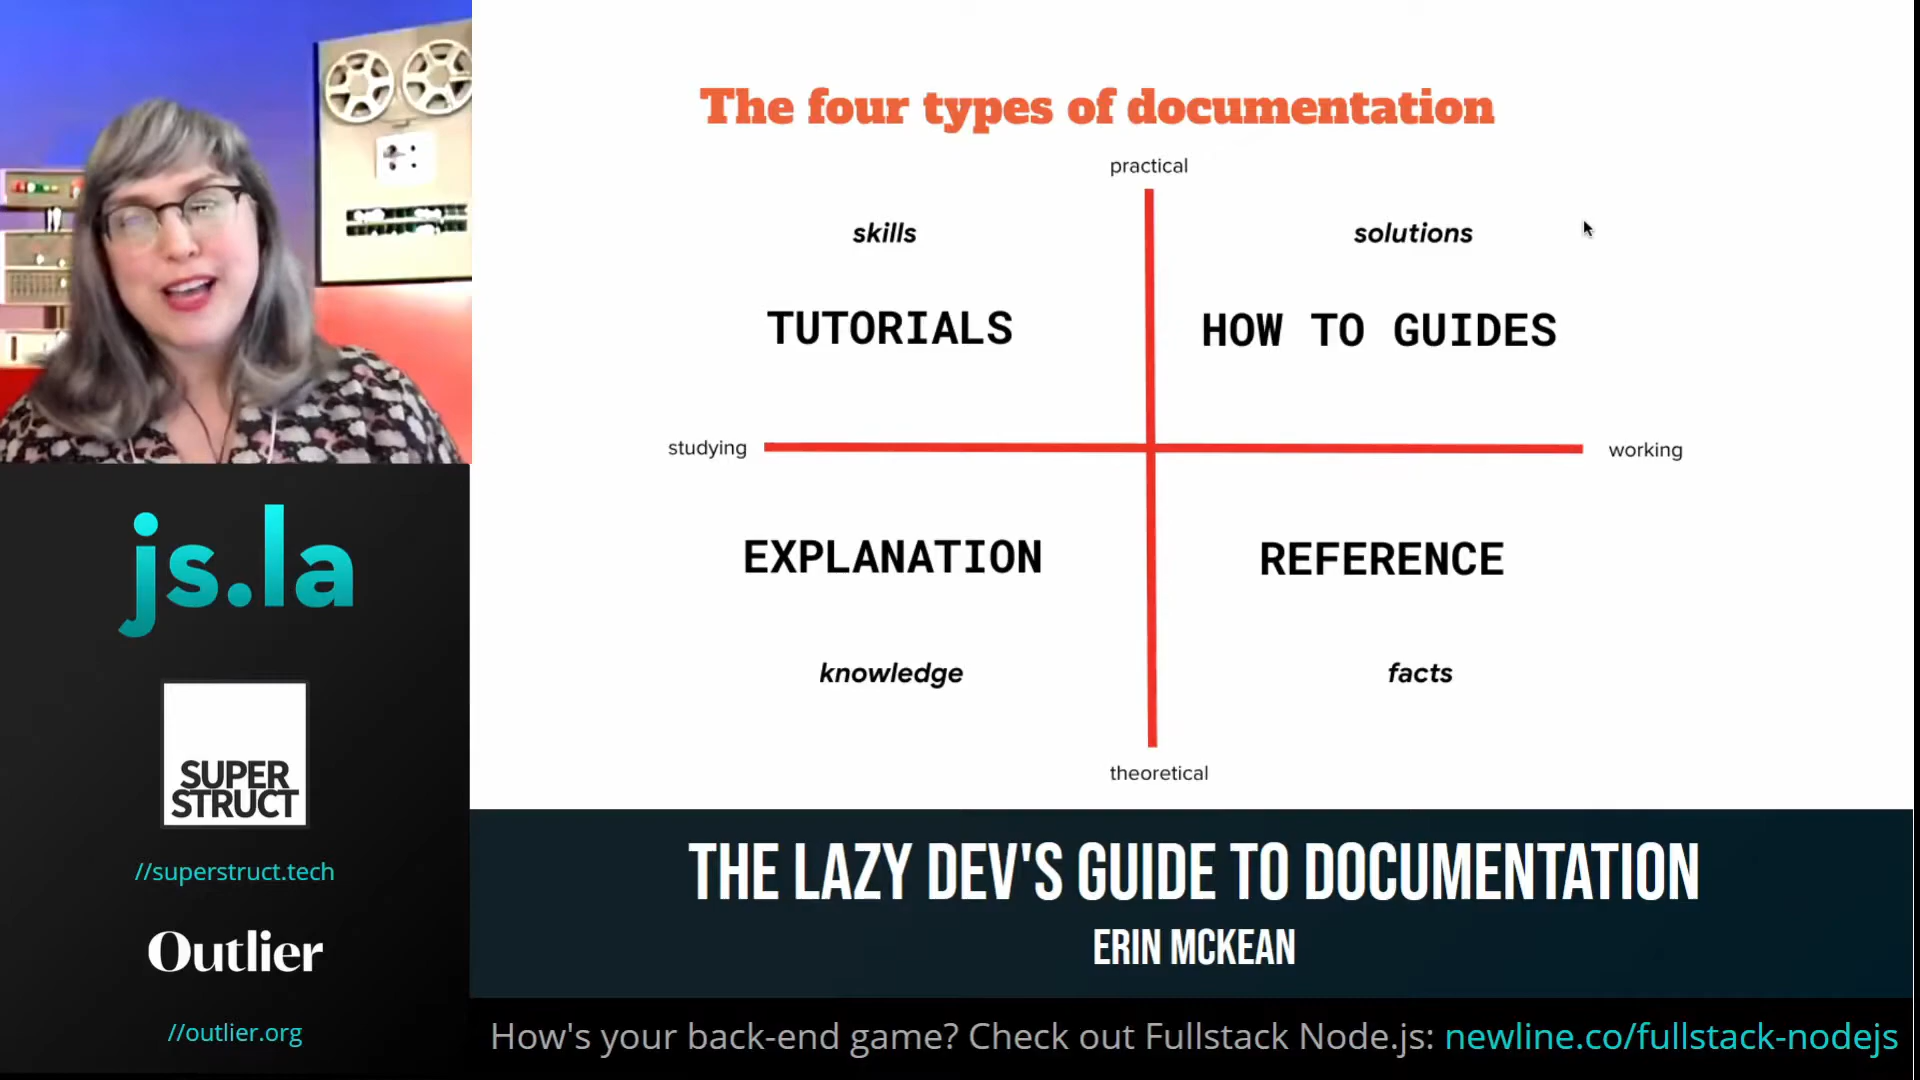 The four types of documentation
practical
skills
solutions
TUTORIALS
HOW TO GUIDES
studying
working
EXPLANATION
REFERENCE
knowledge
facts
theoretical
js.la
SUPER
STRUCT
//superstruct.tech
Outlier
//outlier.org
THE LAZY DEV'S GUIDE TO DOCUMENTATION
ERIN MCKEAN
How's your back-end game? Check out Fullstack Node.js: newline.co/fullstack-nodejs